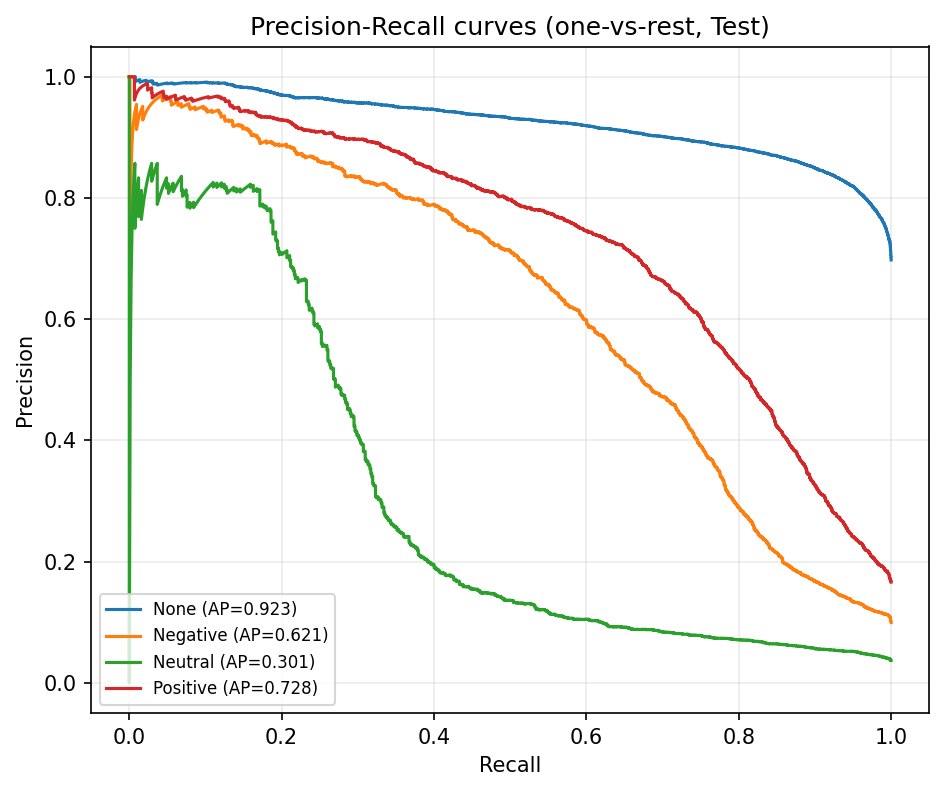 Precision-Recall curves (one-vs-rest, Test)
1.0
0.8
0.6
0.4
0.2
0.0
Precision
None (AP=0.923)
Negative (AP=0.621)
Neutral (AP=0.301)
Positive (AP=0.728)
0.0 0.2 0.4 0.6 0.8 1.0
Recall